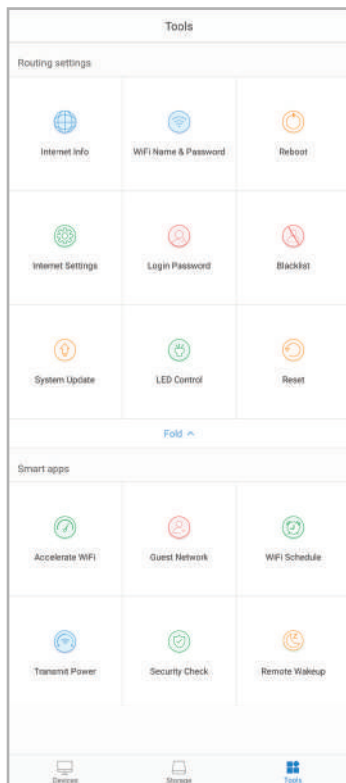 Tools
Routing settings
Internet Info
WiFi Name & Password
Reboot
Internet Settings
Login Password
Blacklist
System Update
LED Control
Reset
Fold
Smart apps
Accelerate WiFi
Guest Network
WiFi Schedule
Transmit Power
Security Check
Remote Wakeup
Devices
Storage
Tools